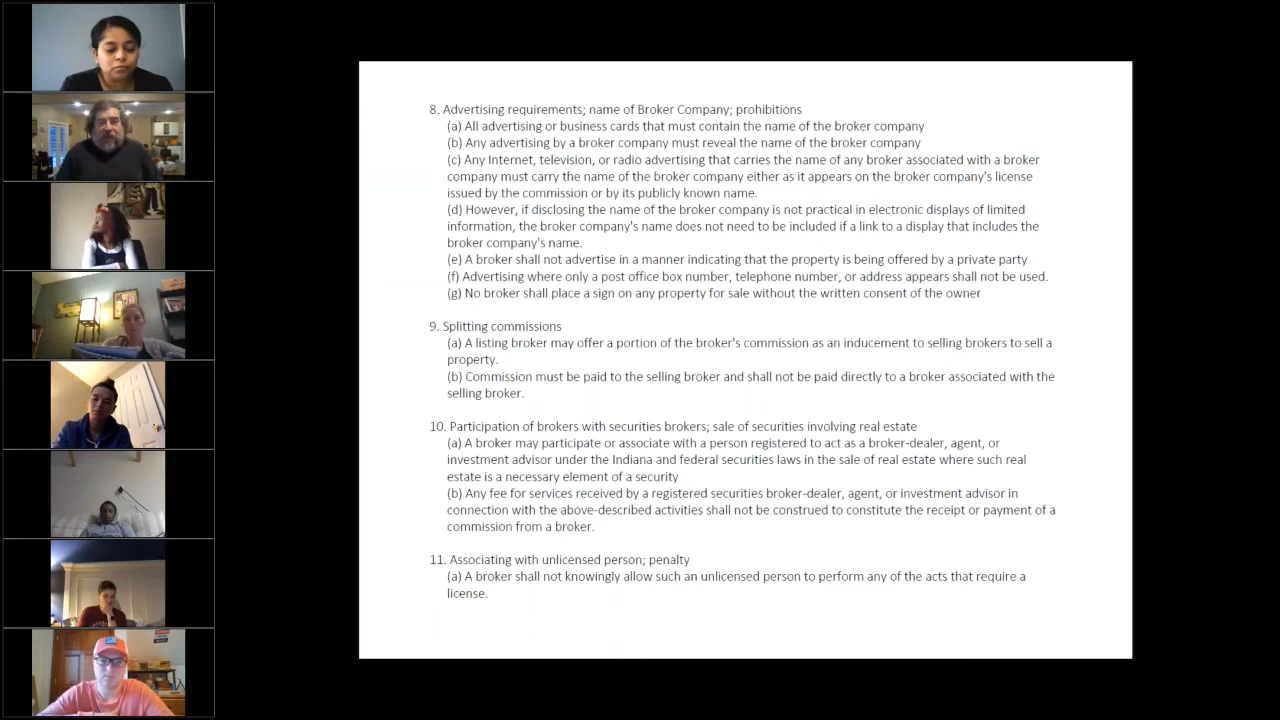 8. Advertising requirements; name of Broker Company; prohibitions
(a) All advertising or business cards that must contain the name of the broker company
(b) Any advertising by a broker company must reveal the name of the broker company
(c) Any Internet, television, or radio advertising that carries the name of any broker associated with a broker
company must carry the name of the broker company either as it appears on the broker company's license
issued by the commission or by its publicly known name.
(d) However, if disclosing the name of the broker company is not practical in electronic displays of limited
information, the broker company's name does not need to be included if a link to a display that includes the
broker company's name.
(e) A broker shall not advertise in a manner indicating that the property is being offered by a private party
(f) Advertising where only a post office box number, telephone number, or address appears shall not be used.
(g) No broker shall place a sign on any property for sale without the written consent of the owner
9. Splitting commissions
(a) A listing broker may offer a portion of the broker's commission as an inducement to selling brokers to sell a
property.
(b) Commission must be paid to the selling broker and shall not be paid directly to a broker associated with the
selling broker.
10. Participation of brokers with securities brokers; sale of securities involving real estate
(a) A broker may participate or associate with a person registered to act as a broker-dealer, agent, or
investment advisor under the Indiana and federal securities laws in the sale of real estate where such real
estate is a necessary element of a security
(b) Any fee for services received by a registered securities broker-dealer, agent, or investment advisor in
connection with the above-described activities shall not be construed to constitute the receipt or payment of a
commission from a broker.
11. Associating with unlicensed person; penalty
(a) A broker shall not knowingly allow such an unlicensed person to perform any of the acts that require a
license.